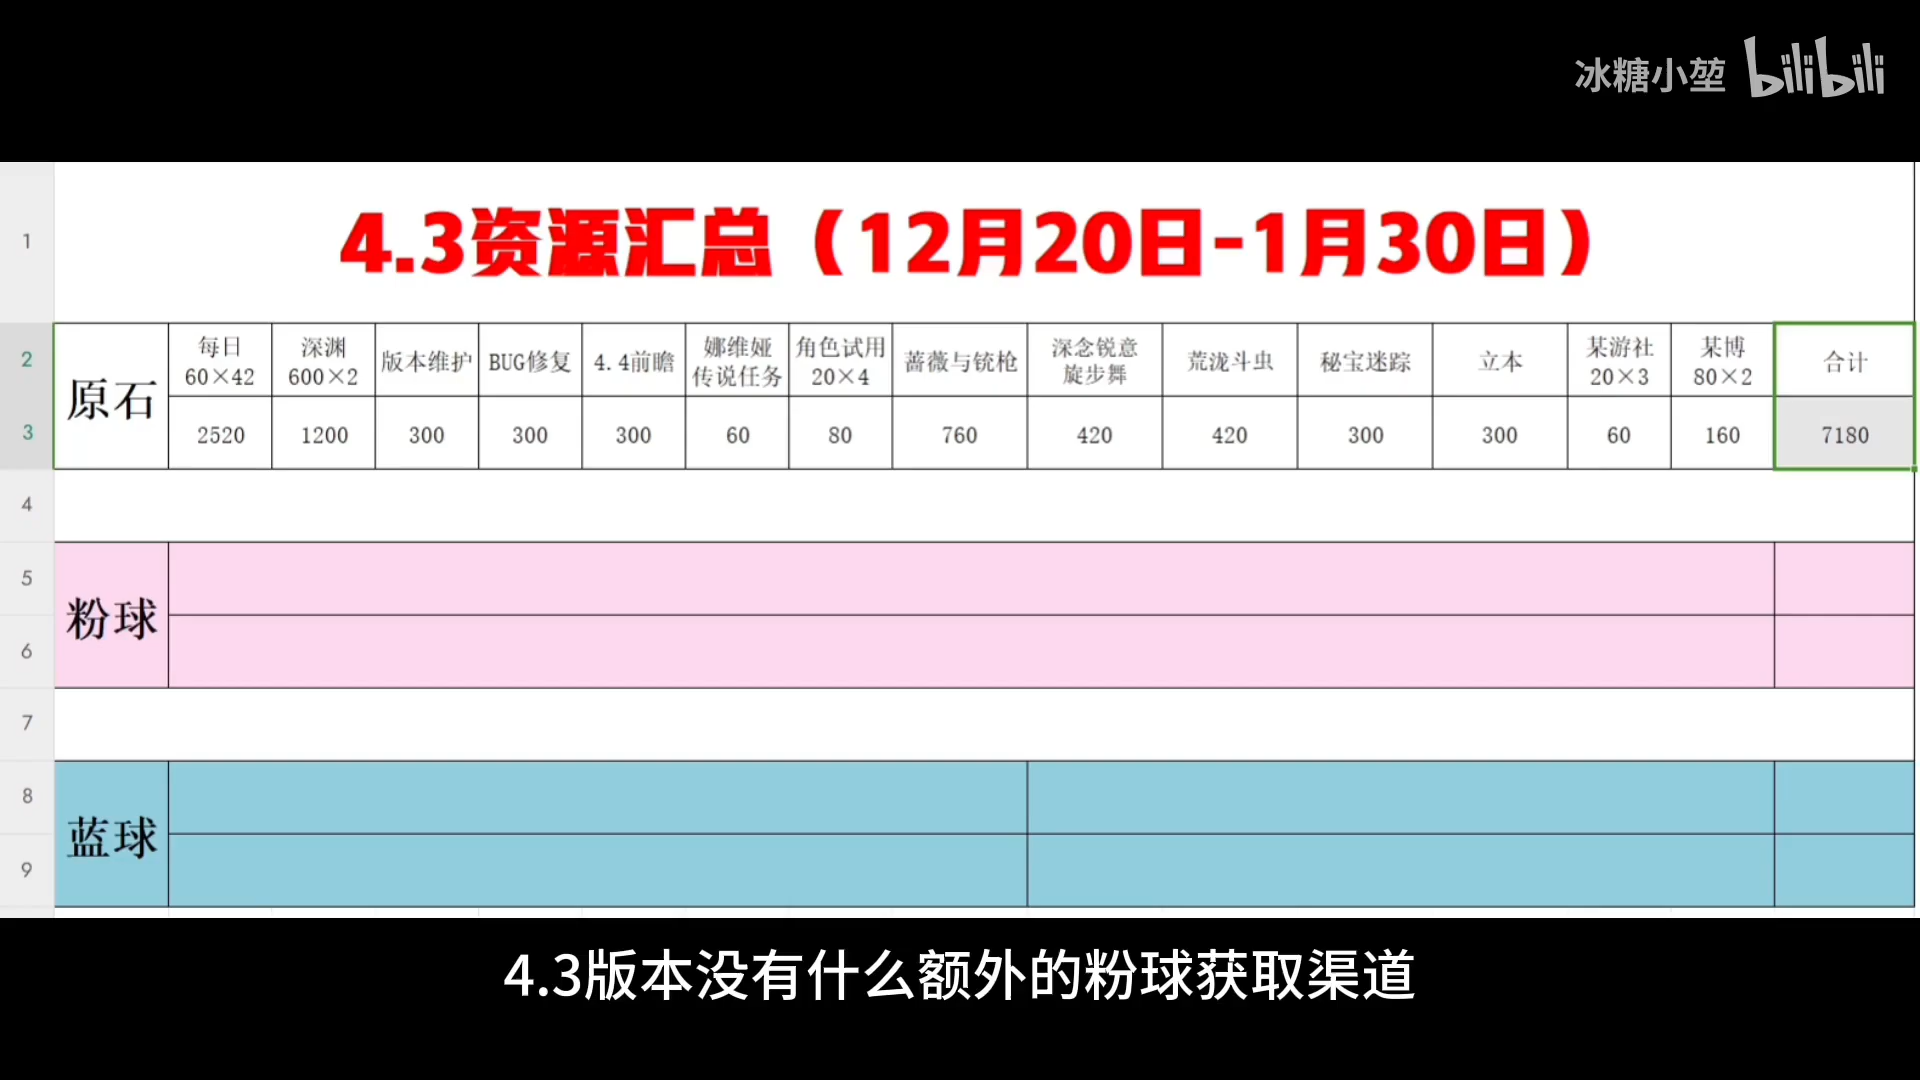 冰糖小堃 bilibili
1
4.3资源汇总（12月20日-1月30日）
2
3
原石
每日
60×42
深渊
600×2
版本维护
BUG修复
4.4前瞻
娜维娅
传说任务
角色试用
20×4
蔷薇与铳枪
深念锐意
旋步舞
荒泷斗虫
秘宝迷踪
立本
某游社
20×3
某博
80×2
合计
2520
1200
300
300
300
60
80
760
420
420
300
300
60
160
7180
4
5
粉球
6
7
8
蓝球
9
4.3版本没有什么额外的粉球获取渠道